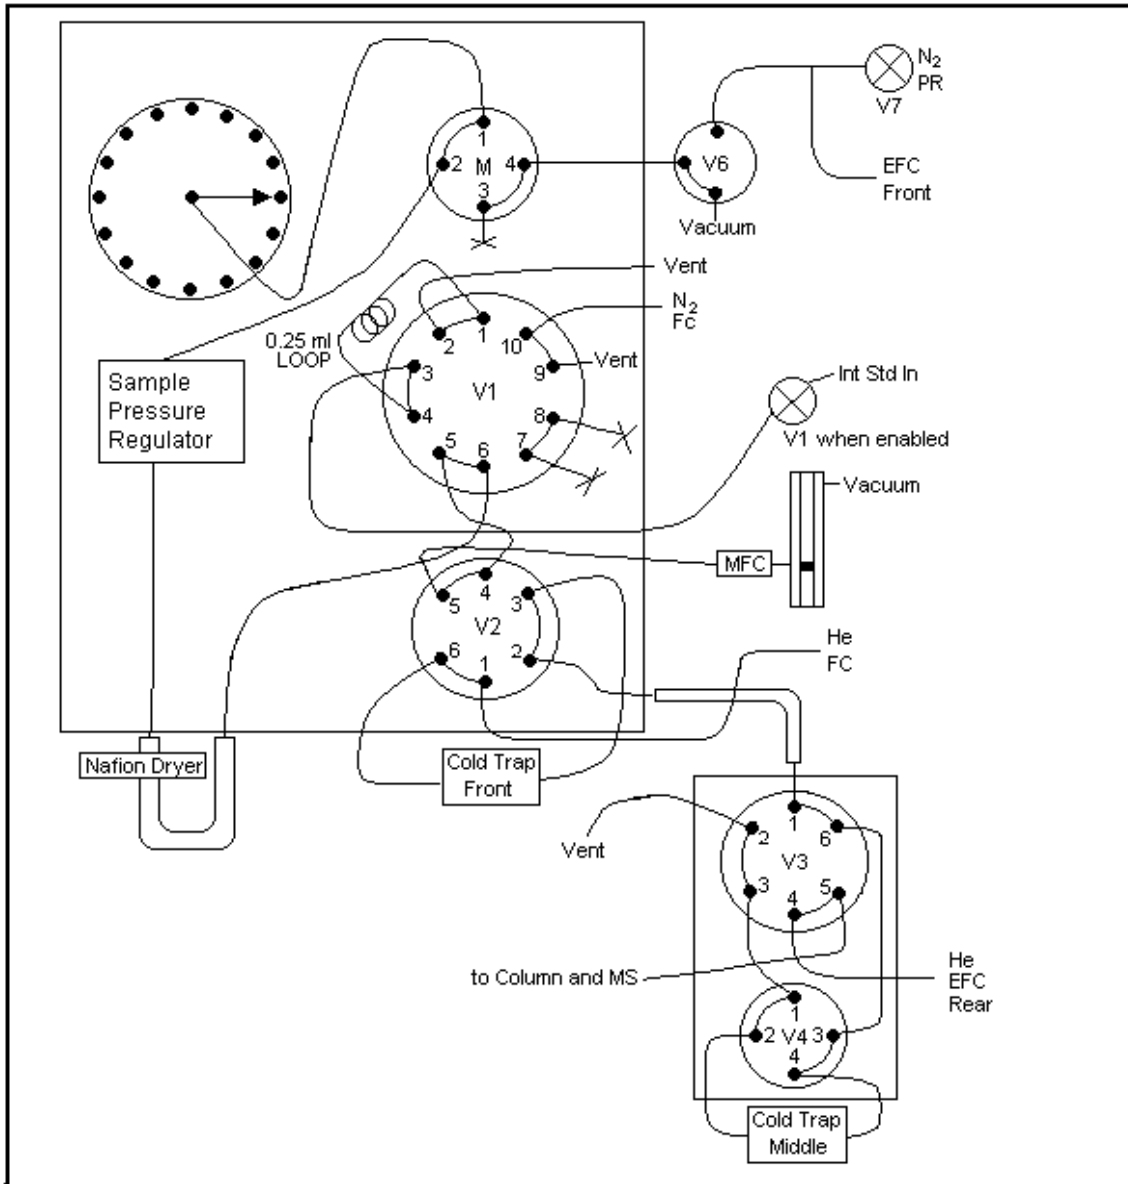 N2
PR
V7
1
2 M 4
3
V6
EFC
Front
Vacuum
Vent
N2
Fc
0.25 ml
LOOP
2 1 10
3 9
Vent
V1
4 8
5 6 7
Int Std In
V1 when enabled
Sample
Pressure
Regulator
Vacuum
MFC
5 4 3
V2
6 1 2
He
FC
Nafion Dryer
Cold Trap
Front
Vent
2 1 6
V3
3 4 5
to Column and MS
He
EFC
Rear
1
2 V4 3
4
Cold Trap
Middle